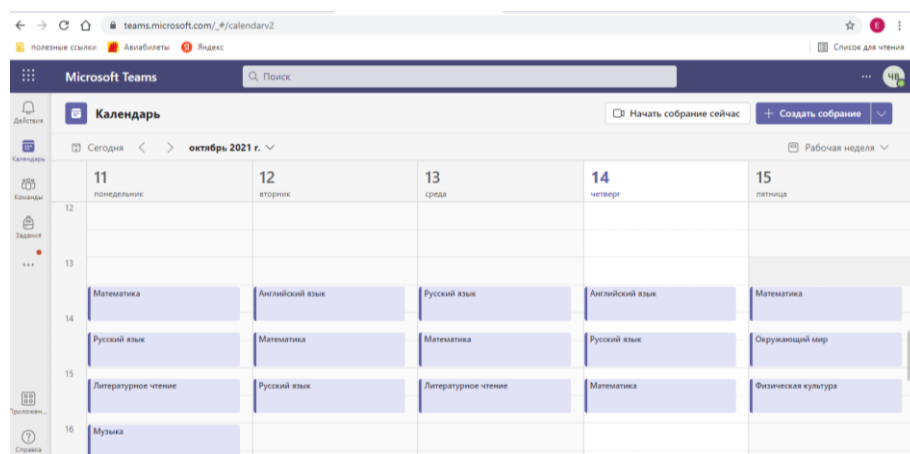 teams.microsoft.com/_#/calendarv2
E
полезные ссылки Авиабилеты Я Яндекс Список для чтения
Microsoft Teams Поиск ЧВ
Действия Календарь Начать собрание сейчас + Создать собрание
Календарь Сегодня октябрь 2021 г. Рабочая неделя
11 12 13 14 15
понедельник вторник среда четверг пятница
Команды
Задания
12
13
Математика Английский язык Русский язык Английский язык Математика
14
Русский язык Математика Математика Русский язык Окружающий мир
15
Литературное чтение Русский язык Литературное чтение Математика Физическая культура
Приложен...
16 Музыка
Справка